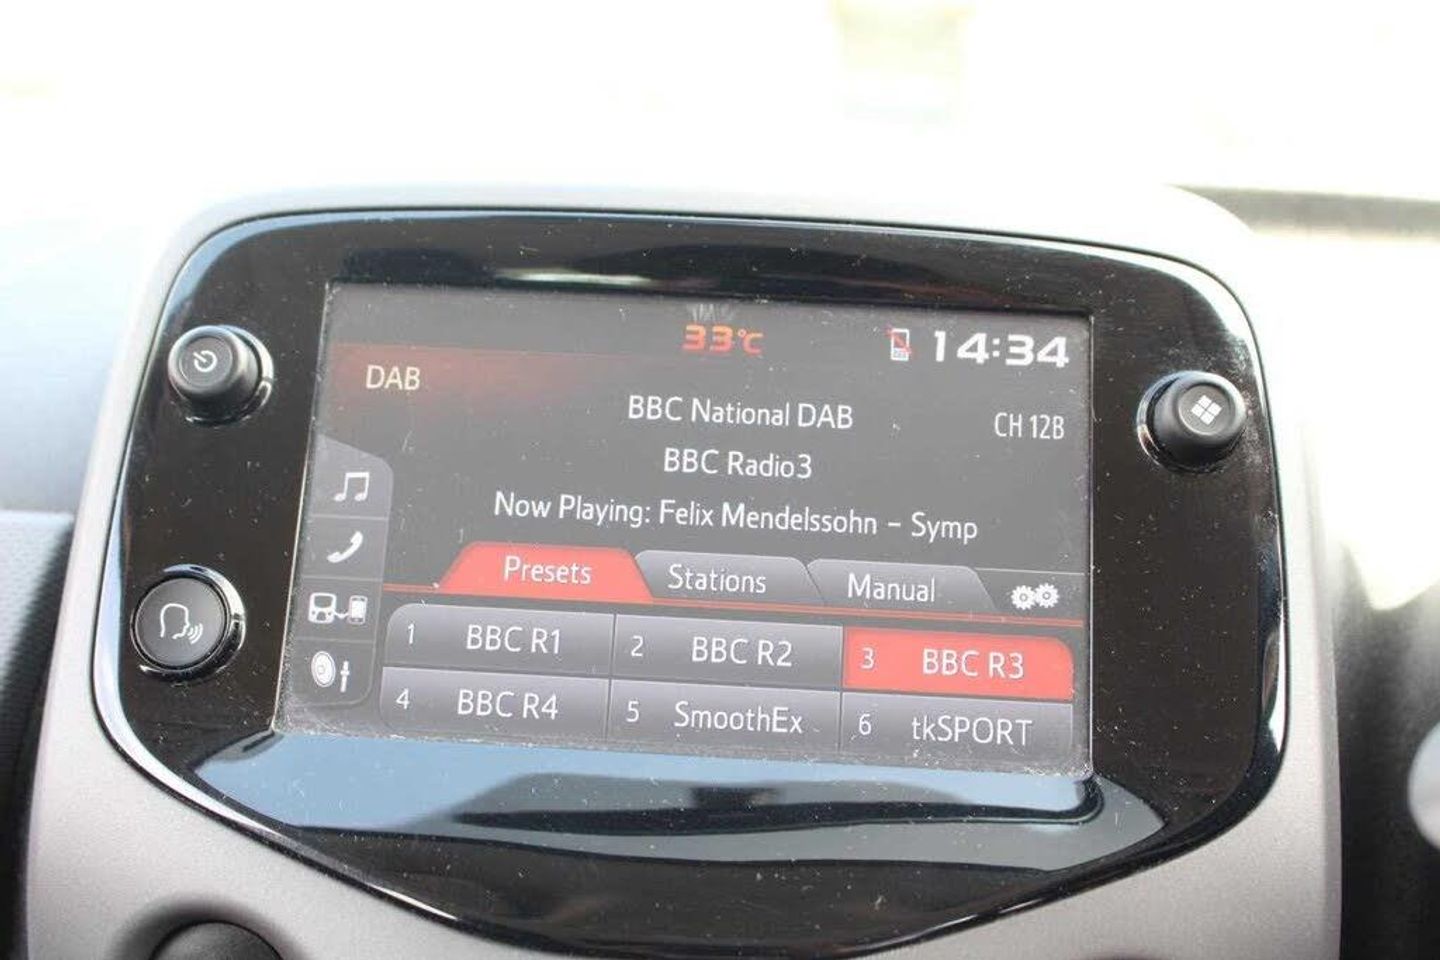 33°C 14:34
DAB
BBC National DAB CH 12B
BBC Radio3
Now Playing: Felix Mendelssohn – Symp
Presets Stations Manual
1 BBC R1 2 BBC R2 3 BBC R3
4 BBC R4 5 SmoothEx 6 tkSPORT